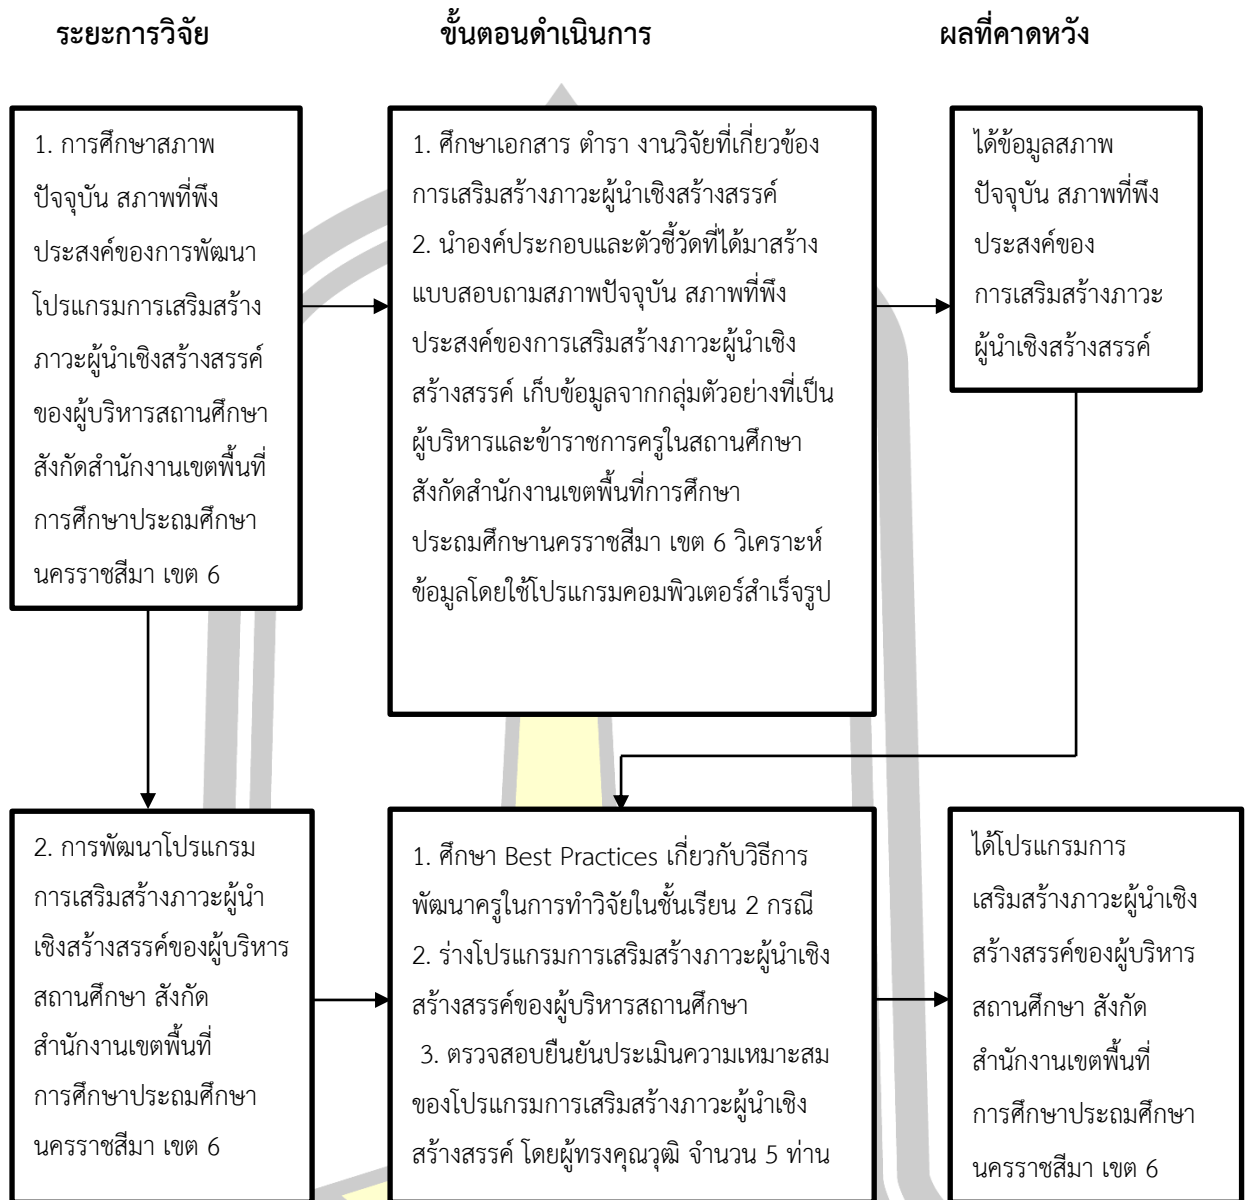 ระยะการวิจัย
ขั้นตอนดำเนินการ
ผลที่คาดหวัง
1. การศึกษาสภาพ
ปัจจุบัน สภาพที่พึง
ประสงค์ของการพัฒนา
โปรแกรมการเสริมสร้าง
ภาวะผู้นำเชิงสร้างสรรค์
ของผู้บริหารสถานศึกษา
สังกัดสำนักงานเขตพื้นที่
การศึกษาประถมศึกษา
นครราชสีมา เขต 6
1. ศึกษาเอกสาร ตำรา งานวิจัยที่เกี่ยวข้อง
การเสริมสร้างภาวะผู้นำเชิงสร้างสรรค์
2. นำองค์ประกอบและตัวชี้วัดที่ได้มาสร้าง
แบบสอบถามสภาพปัจจุบัน สภาพที่พึง
ประสงค์ของการเสริมสร้างภาวะผู้นำเชิง
สร้างสรรค์ เก็บข้อมูลจากกลุ่มตัวอย่างที่เป็น
ผู้บริหารและข้าราชการครูในสถานศึกษา
สังกัดสำนักงานเขตพื้นที่การศึกษา
ประถมศึกษานครราชสีมา เขต 6 วิเคราะห์
ข้อมูลโดยใช้โปรแกรมคอมพิวเตอร์สำเร็จรูป
ได้ข้อมูลสภาพ
ปัจจุบัน สภาพที่พึง
ประสงค์ของ
การเสริมสร้างภาวะ
ผู้นำเชิงสร้างสรรค์
2. การพัฒนาโปรแกรม
การเสริมสร้างภาวะผู้นำ
เชิงสร้างสรรค์ของผู้บริหาร
สถานศึกษา สังกัด
สำนักงานเขตพื้นที่
การศึกษาประถมศึกษา
นครราชสีมา เขต 6
1. ศึกษา Best Practices เกี่ยวกับวิธีการ
พัฒนาครูในการทำวิจัยในชั้นเรียน 2 กรณี
2. ร่างโปรแกรมการเสริมสร้างภาวะผู้นำเชิง
สร้างสรรค์ของผู้บริหารสถานศึกษา
3. ตรวจสอบยืนยันประเมินความเหมาะสม
ของโปรแกรมการเสริมสร้างภาวะผู้นำเชิง
สร้างสรรค์ โดยผู้ทรงคุณวุฒิ จำนวน 5 ท่าน
ได้โปรแกรมการ
เสริมสร้างภาวะผู้นำเชิง
สร้างสรรค์ของผู้บริหาร
สถานศึกษา สังกัด
สำนักงานเขตพื้นที่
การศึกษาประถมศึกษา
นครราชสีมา เขต 6